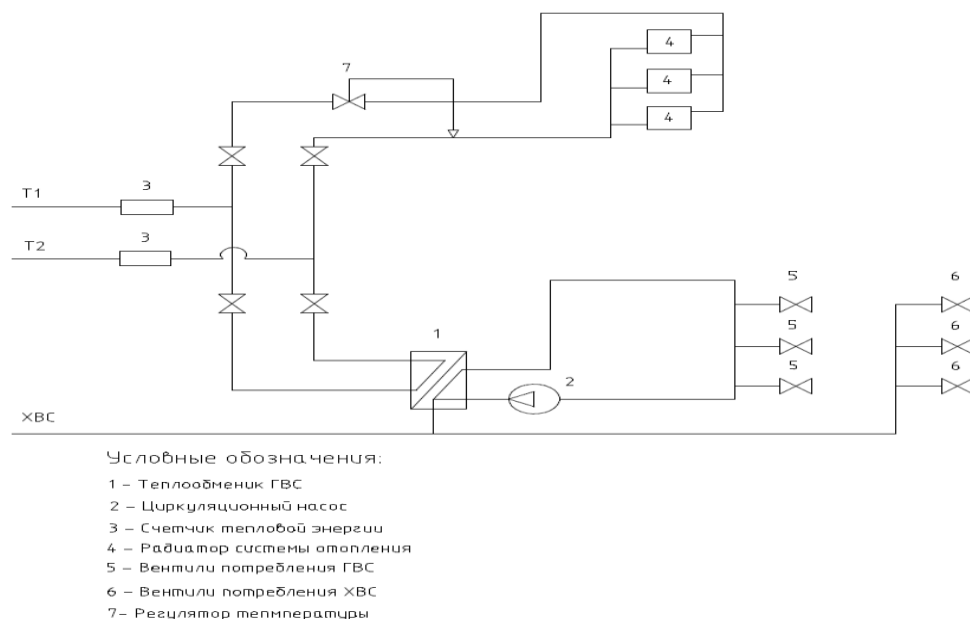 4
7
4
4
3
T1
3
T2
5
6
1
5
6
2
5
6
ХВС
Условные обозначения:
1 – Теплообменик ГВС
2 – Циркуляционный насос
3 – Счетчик тепловой энергии
4 – Радиатор системы отопления
5 – Вентили потребления ГВС
6 – Вентили потребления ХВС
7– Регулятор тепмпературы